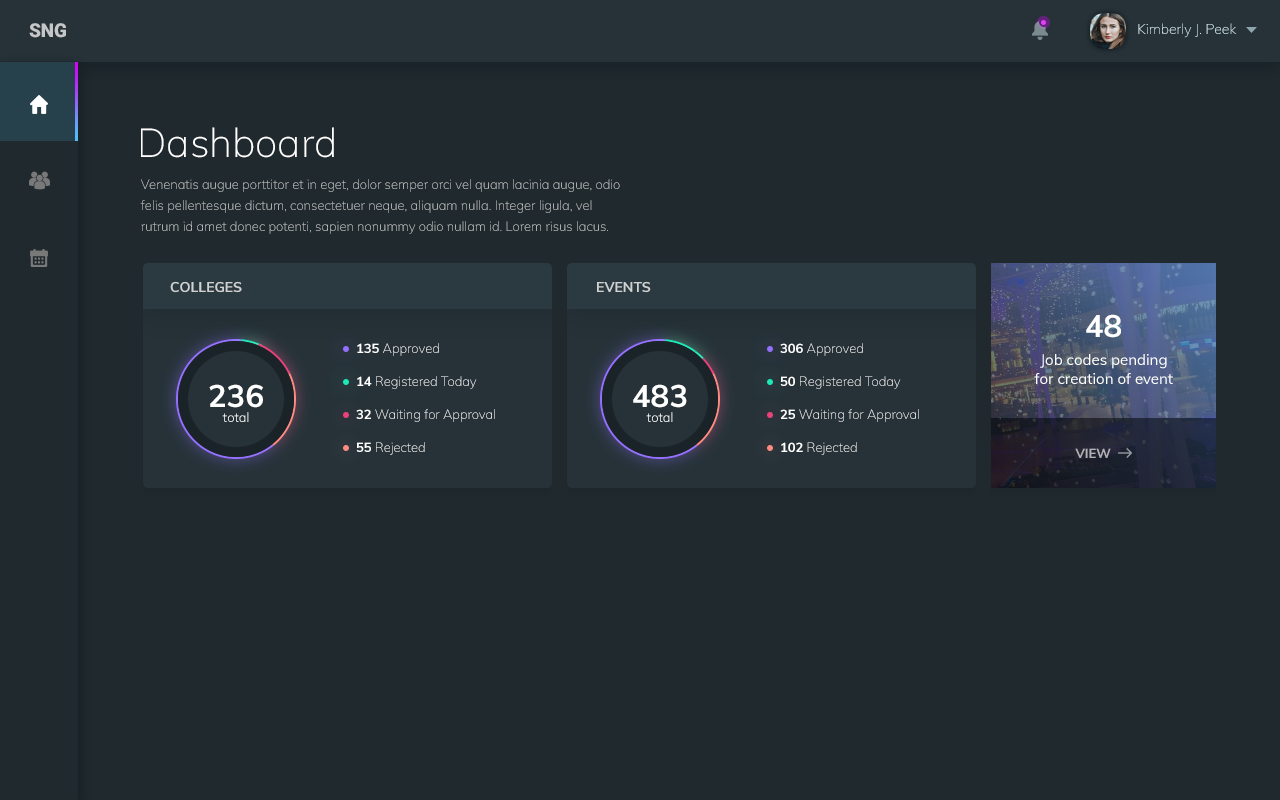 SNG
Kimberly J. Peek
Dashboard
Venenatis augue porttitor et in eget, dolor semper orci vel quam lacinia augue, odio
felis pellentesque dictum, consectetuer neque, aliquam nulla. Integer ligula, vel
rutrum id amet donec potenti, sapien nonummy odio nullam id. Lorem risus lacus.
COLLEGES
236
total
135 Approved
14 Registered Today
32 Waiting for Approval
55 Rejected
EVENTS
483
total
306 Approved
50 Registered Today
25 Waiting for Approval
102 Rejected
48
Job codes pending
for creation of event
VIEW